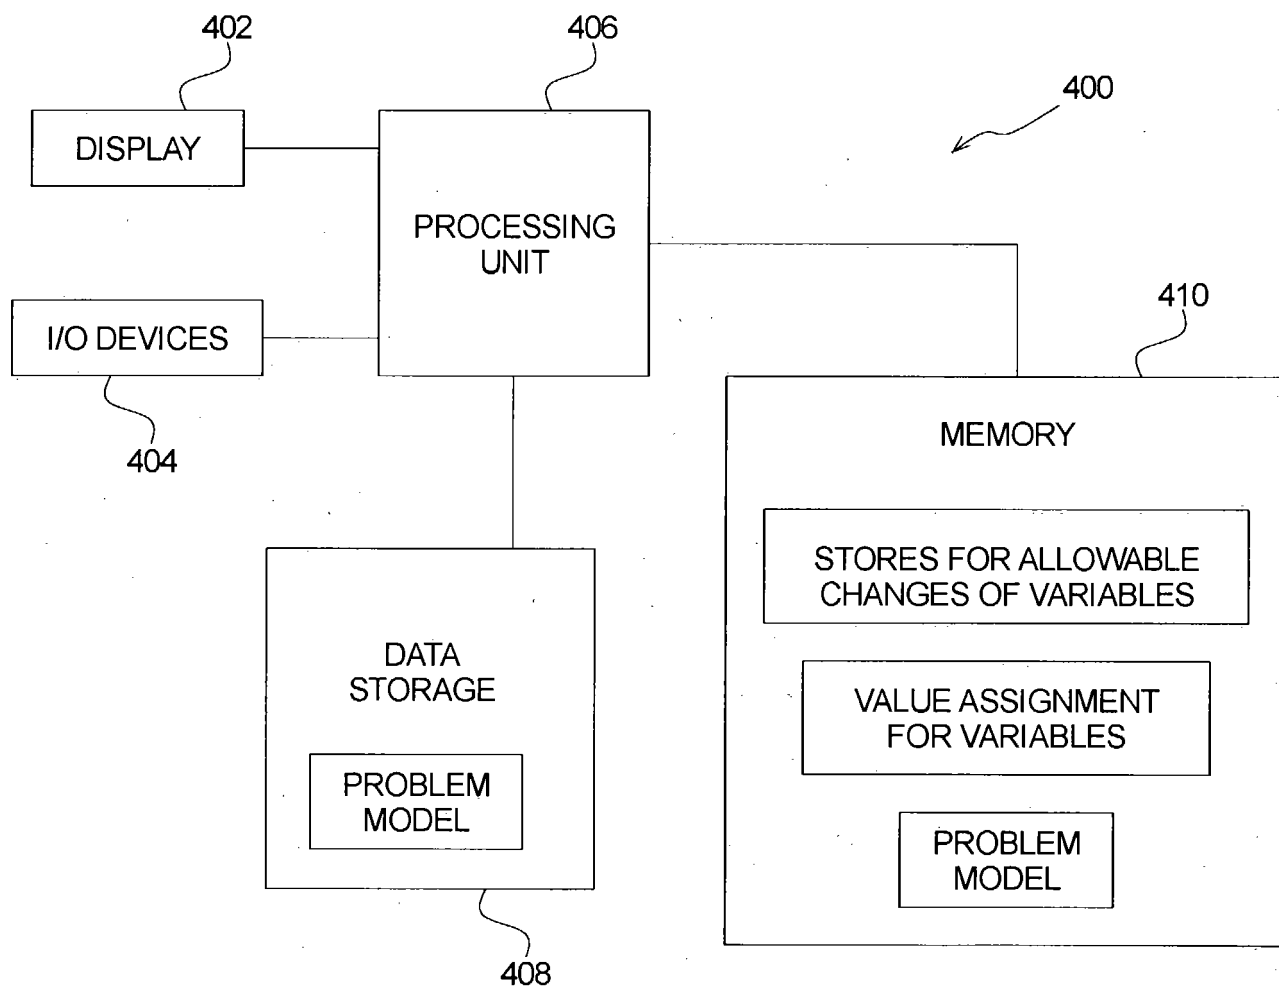 402
406
400
DISPLAY
PROCESSING
UNIT
410
I/O DEVICES
404
MEMORY
STORES FOR ALLOWABLE
CHANGES OF VARIABLES
DATA
STORAGE
VALUE ASSIGNMENT
FOR VARIABLES
PROBLEM
MODEL
PROBLEM
MODEL
408